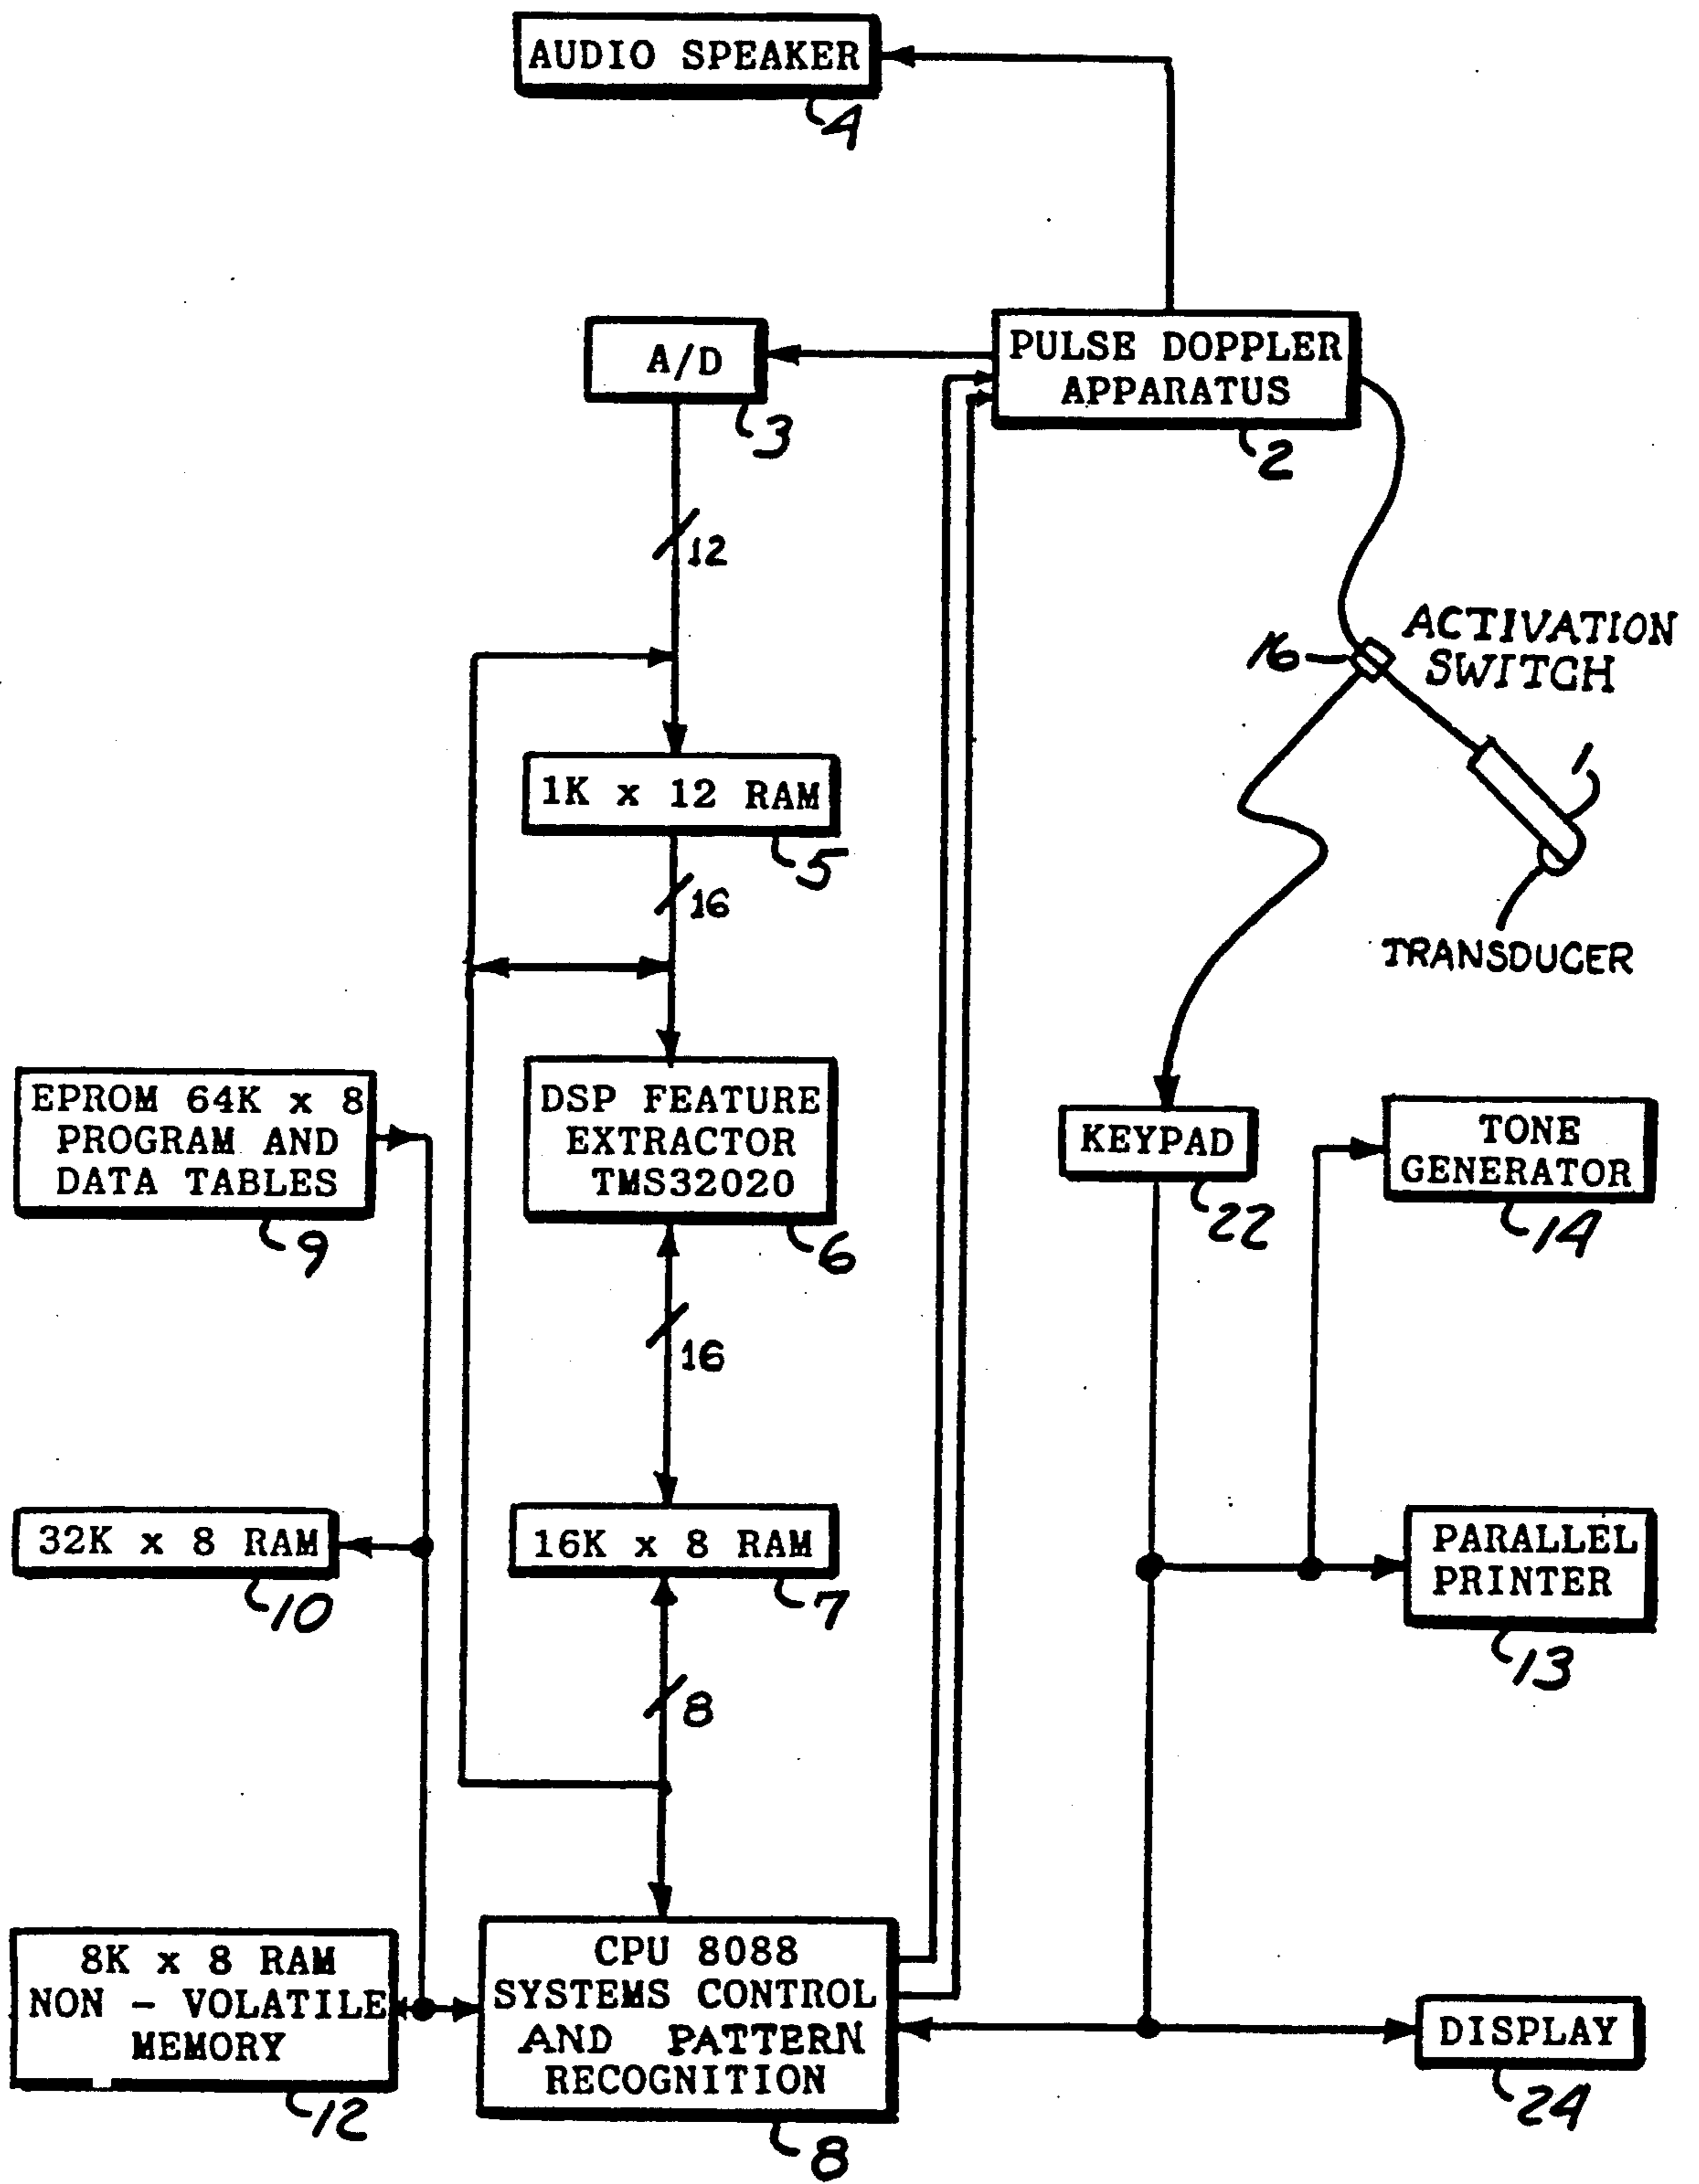 AUDIO SPEAKER
4
A/D
3
PULSE DOPPLER
APPARATUS
2
12
16
ACTIVATION
SWITCH
1
1K x 12 RAM
5
16
TRANSDUCER
EPROM 64K x 8
PROGRAM AND
DATA TABLES
9
DSP FEATURE
EXTRACTOR
TMS32020
6
KEYPAD
22
TONE
GENERATOR
14
16
32K x 8 RAM
10
16K x 8 RAM
7
PARALLEL
PRINTER
13
8
8K x 8 RAM
NON - VOLATILE
MEMORY
12
CPU 8088
SYSTEMS CONTROL
AND PATTERN
RECOGNITION
8
DISPLAY
24